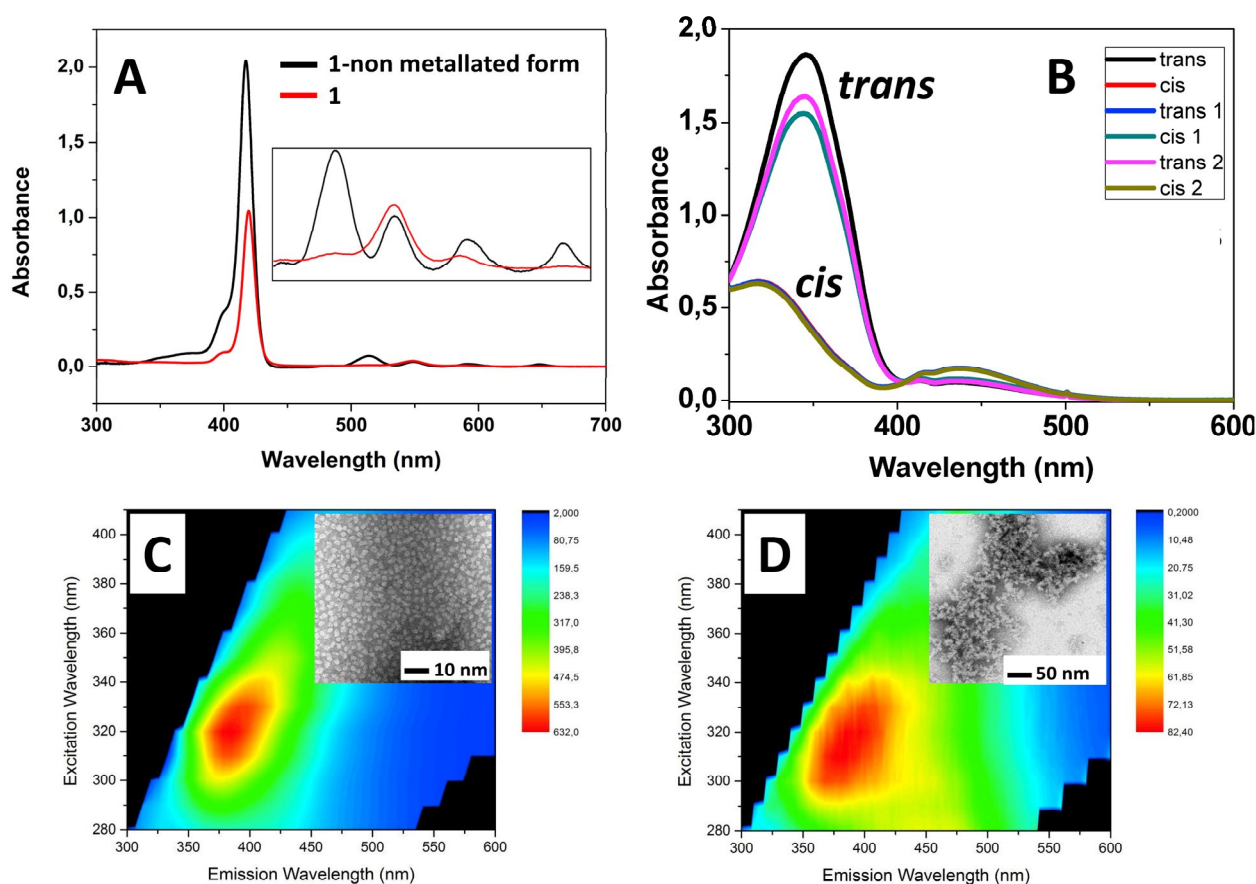 A
1-non metallated form
1
2,0
1,5
1,0
0,5
0,0
300
400
500
600
700
Absorbance
Wavelength (nm)
B
trans
cis
trans
cis
trans 1
cis 1
trans 2
cis 2
2,0
1,5
1,0
0,5
0,0
300
400
500
600
Absorbance
Wavelength (nm)
C
10 nm
400
380
360
340
320
300
280
300
350
400
450
500
550
600
Excitation Wavelength (nm)
Emission Wavelength (nm)
2,000
80,75
159,5
238,3
317,0
395,8
474,5
553,3
632,0
D
50 nm
400
380
360
340
320
300
280
300
350
400
450
500
550
600
Excitation Wavelength (nm)
Emission Wavelength (nm)
0,2000
10,48
20,75
31,02
41,30
51,58
61,85
72,13
82,40